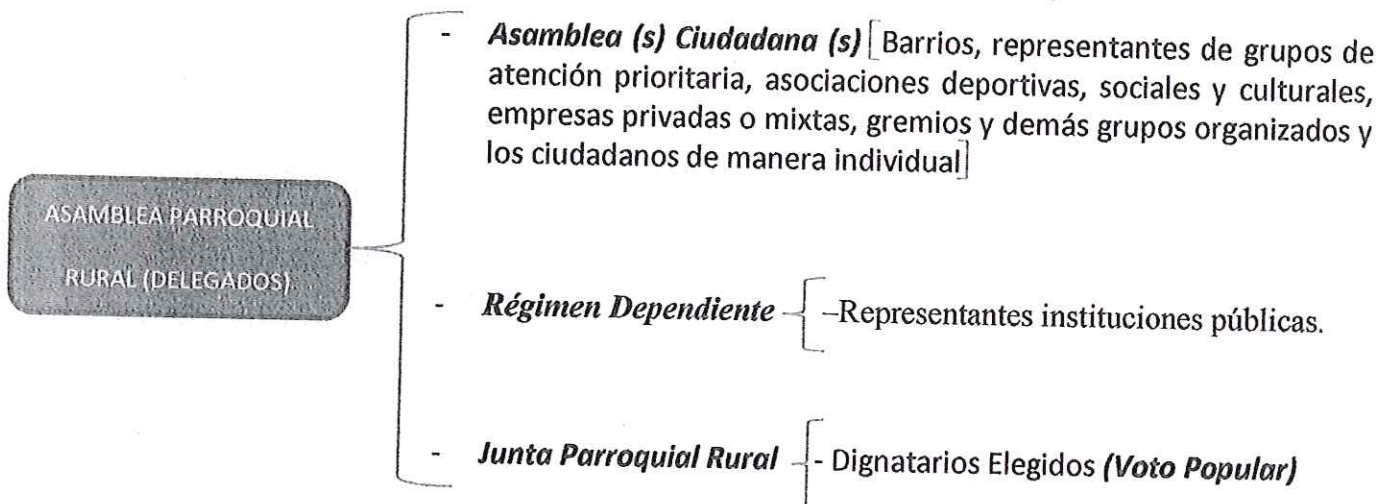 - Asamblea (s) Ciudadana (s) [Barrios, representantes de grupos de
atención prioritaria, asociaciones deportivas, sociales y culturales,
empresas privadas o mixtas, gremios y demás grupos organizados y
los ciudadanos de manera individual]
ASAMBLEA PARROQUIAL
RURAL (DELEGADOS)
- Régimen Dependiente –Representantes instituciones públicas.
- Junta Parroquial Rural - Dignatarios Elegidos (Voto Popular)